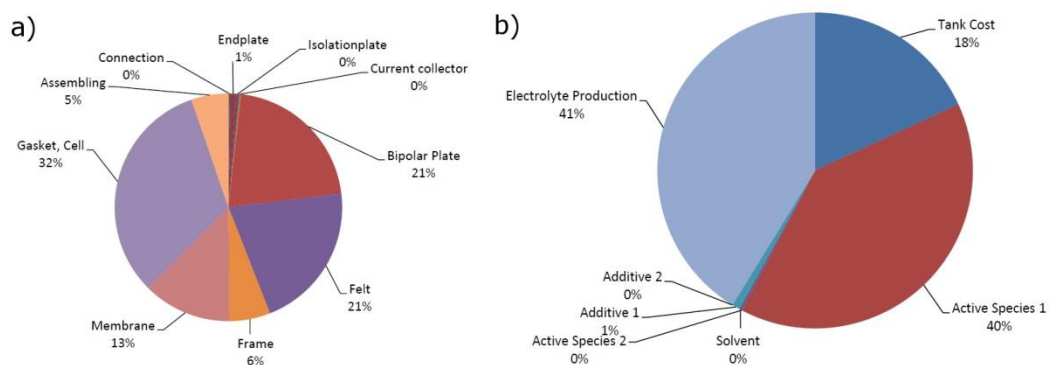 a)
Endplate
1%
Isolationplate
0%
Current collector
0%
Bipolar Plate
21%
Felt
21%
Frame
6%
Membrane
13%
Gasket, Cell
32%
Assembling
5%
Connection
0%
b)
Tank Cost
18%
Active Species 1
40%
Solvent
0%
Active Species 2
0%
Additive 1
1%
Additive 2
0%
Electrolyte Production
41%